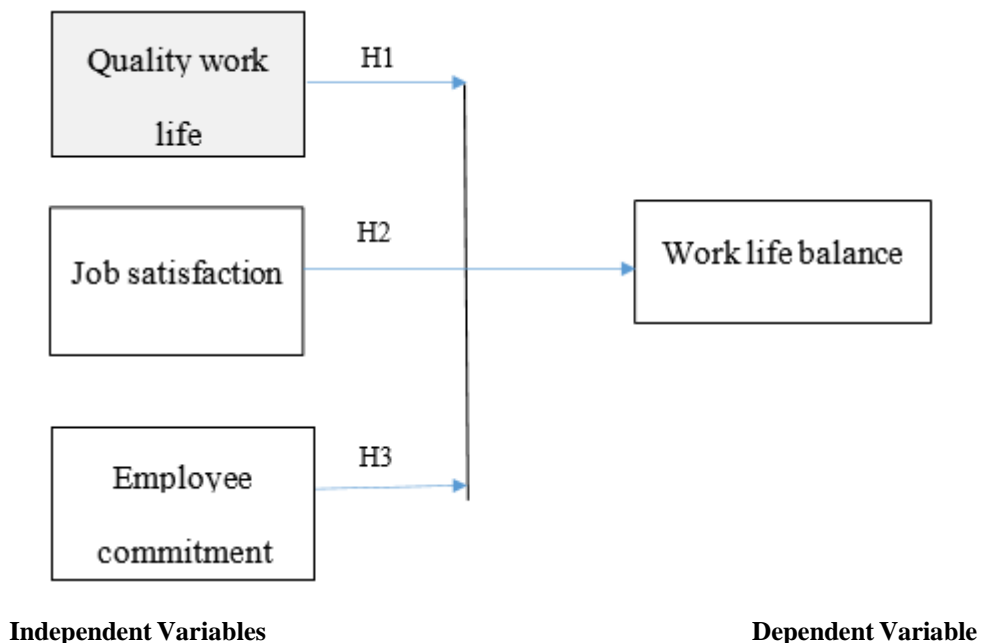 Quality work
life
H1
Job satisfaction
H2
Work life balance
Employee
commitment
H3
Independent Variables
Dependent Variable